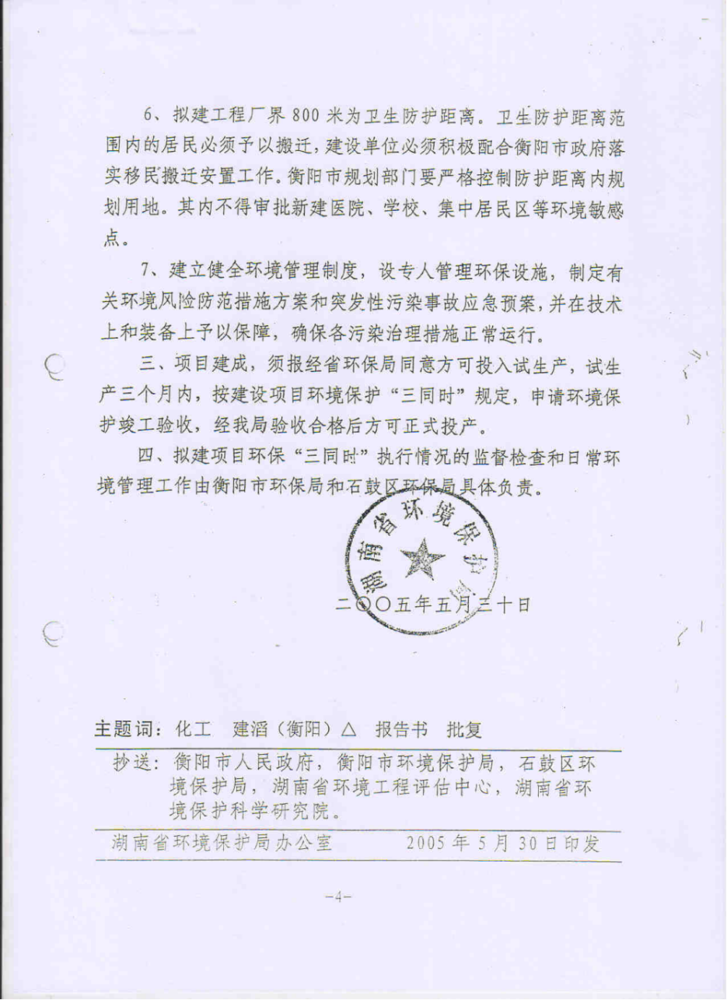 6、拟建工程厂界 800 米为卫生防护距离。卫生防护距离范
围内的居民必须予以搬迁,建设单位必须积极配合衡阳市政府落
实移民搬迁安置工作。衡阳市规划部门要严格控制防护距离内规
划用地。其内不得审批新建医院、学校、集中居民区等环境敏感
点。
7、建立健全环境管理制度，设专人管理环保设施，制定有
关环境风险防范措施方案和突发性污染事故应急预案,并在技术
上和装备上予以保障，确保各污染治理措施正常运行。
三、项目建成，须报经省环保局同意方可投入试生产，试生
产三个月内，按建设项目环境保护“三同时”规定，申请环境保
护竣工验收，经我局验收合格后方可正式投产。
四、拟建项目环保“三同时”执行情况的监督检查和日常环
境管理工作由衡阳市环保局和石鼓区环保局具体负责。
湖南省环境保护局
二〇〇五年五月三十日
主题词：化工 建滔（衡阳）△ 报告书 批复
抄送：衡阳市人民政府，衡阳市环境保护局，石鼓区环
境保护局，湖南省环境工程评估中心，湖南省环
境保护科学研究院。
湖南省环境保护局办公室 2005 年 5 月 30 日印发
-4-